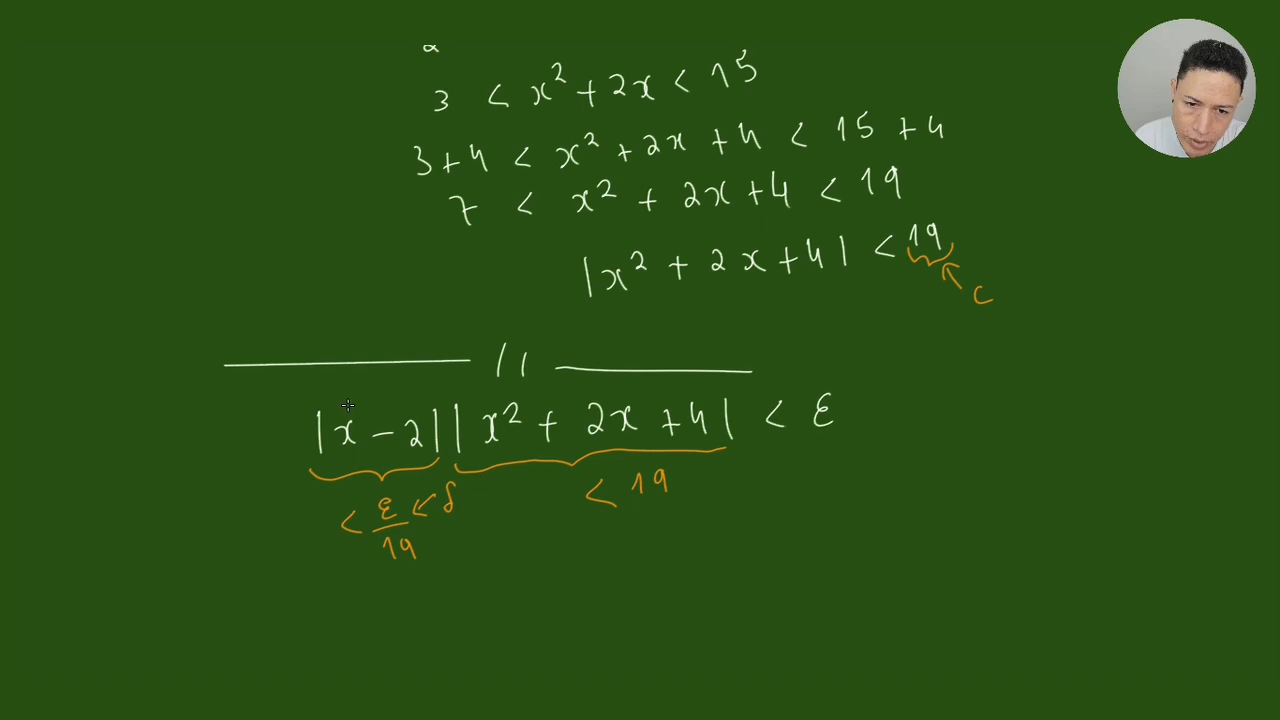 3 < x² + 2x < 15
3 + 4 < x² + 2x + 4 < 15 + 4
7 < x² + 2x + 4 < 19
|x² + 2x + 4| < 19
c
//
|x - 2| |x² + 2x + 4| < ε
< ε/19 ← δ
< 19